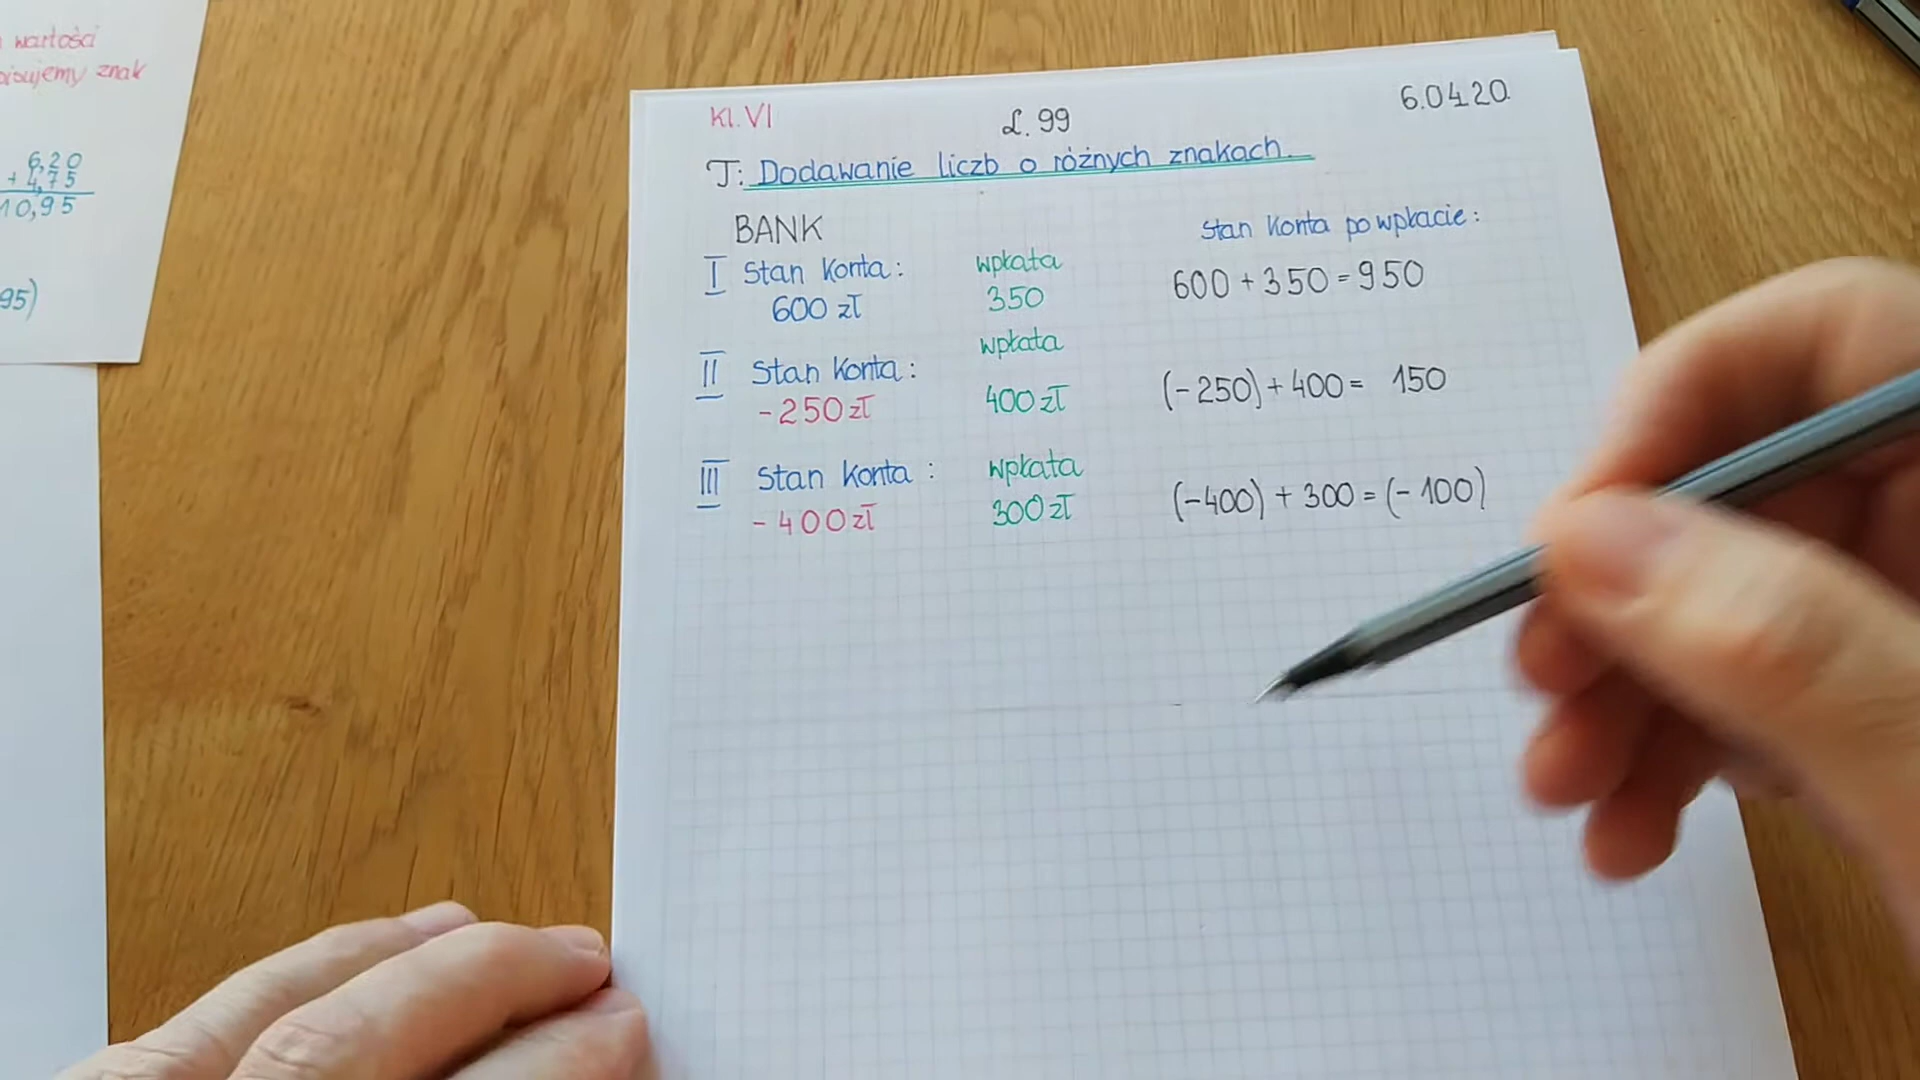 wartości
znak
6,20
+ 4,75
10,95
95)
Kl. VI
L. 99
6.04.20.
T: Dodawanie liczb o różnych znakach.
BANK
Stan konta po wpłacie:
I Stan konta: wpłata
600 zł 350 600 + 350 = 950
II Stan konta: wpłata
-250 zł 400 zł (-250) + 400 = 150
III Stan konta: wpłata
-400 zł 300 zł (-400) + 300 = (-100)